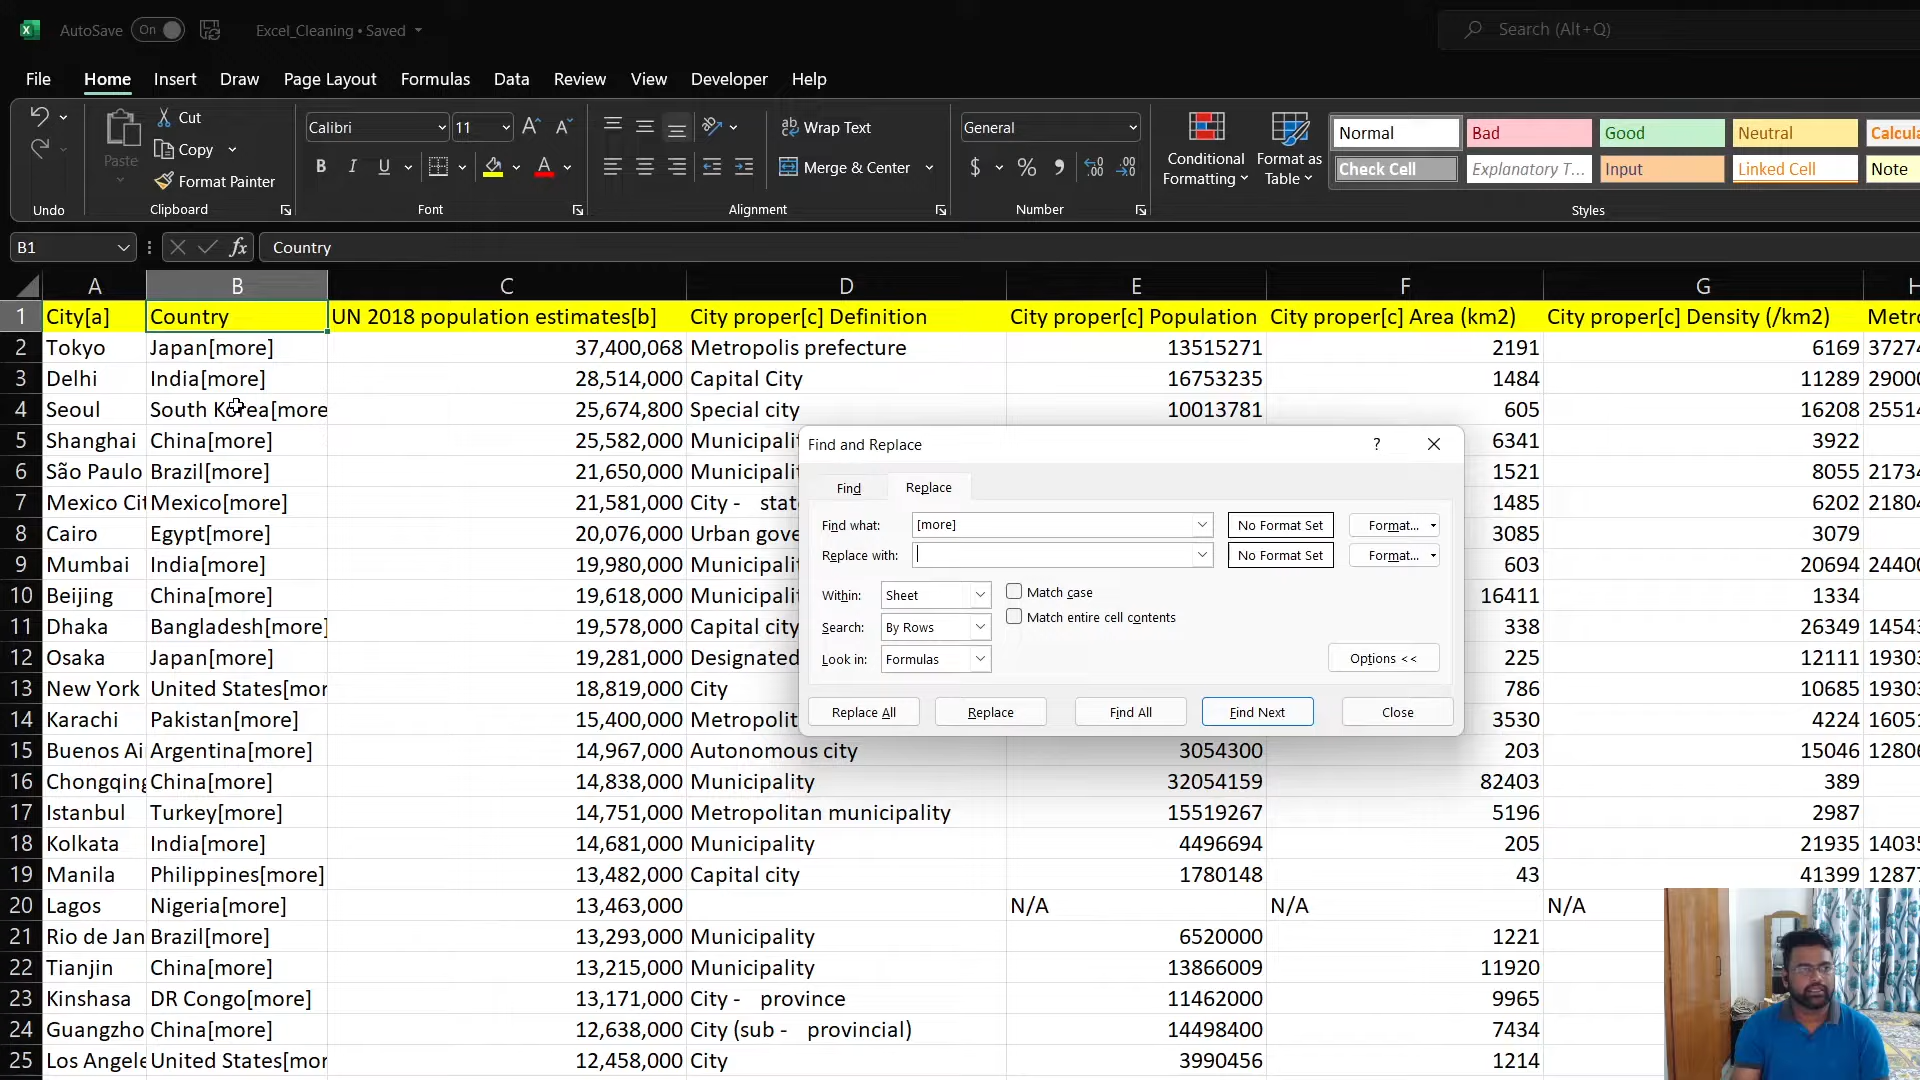 AutoSave On Excel_Cleaning • Saved Search (Alt+Q)
File Home Insert Draw Page Layout Formulas Data Review View Developer Help
Cut
Copy
Format Painter
Paste
Undo
Clipboard
Calibri 11
B I U
Font
Wrap Text
Merge & Center
Alignment
General
$ %
Number
Conditional Formatting
Format as Table
Normal Bad Good Neutral
Check Cell Explanatory T... Input Linked Cell Note
Styles
B1 fx Country
A B C D E F G
1 City[a] Country UN 2018 population estimates[b] City proper[c] Definition City proper[c] Population City proper[c] Area (km2) City proper[c] Density (/km2) Metro
2 Tokyo Japan[more] 37,400,068 Metropolis prefecture 13515271 2191 6169 37274
3 Delhi India[more] 28,514,000 Capital City 16753235 1484 11289 29000
4 Seoul South Korea[more 25,674,800 Special city 10013781 605 16208 25514
5 Shanghai China[more] 25,582,000 Municipali 6341 3922
6 São Paulo Brazil[more] 21,650,000 Municipali 1521 8055 21734
7 Mexico Cit Mexico[more] 21,581,000 City - state 1485 6202 21804
8 Cairo Egypt[more] 20,076,000 Urban gove 3085 3079
9 Mumbai India[more] 19,980,000 Municipali 603 20694 24400
10 Beijing China[more] 19,618,000 Municipali 16411 1334
11 Dhaka Bangladesh[more] 19,578,000 Capital city 338 26349 14543
12 Osaka Japan[more] 19,281,000 Designated 225 12111 19303
13 New York United States[mor 18,819,000 City 786 10685 19303
14 Karachi Pakistan[more] 15,400,000 Metropolit 3530 4224 16051
15 Buenos Ai Argentina[more] 14,967,000 Autonomous city 3054300 203 15046 12806
16 Chongqing China[more] 14,838,000 Municipality 32054159 82403 389
17 Istanbul Turkey[more] 14,751,000 Metropolitan municipality 15519267 5196 2987
18 Kolkata India[more] 14,681,000 Municipality 4496694 205 21935 14035
19 Manila Philippines[more] 13,482,000 Capital city 1780148 43 41399 12877
20 Lagos Nigeria[more] 13,463,000 N/A N/A N/A
21 Rio de Jan Brazil[more] 13,293,000 Municipality 6520000 1221
22 Tianjin China[more] 13,215,000 Municipality 13866009 11920
23 Kinshasa DR Congo[more] 13,171,000 City - province 11462000 9965
24 Guangzho China[more] 12,638,000 City (sub - provincial) 14498400 7434
25 Los Angele United States[mor 12,458,000 City 3990456 1214
Find and Replace ?
Find Replace
Find what: [more] No Format Set Format...
Replace with: No Format Set Format...
Within: Sheet Match case
Search: By Rows Match entire cell contents
Look in: Formulas Options <<
Replace All Replace Find All Find Next Close